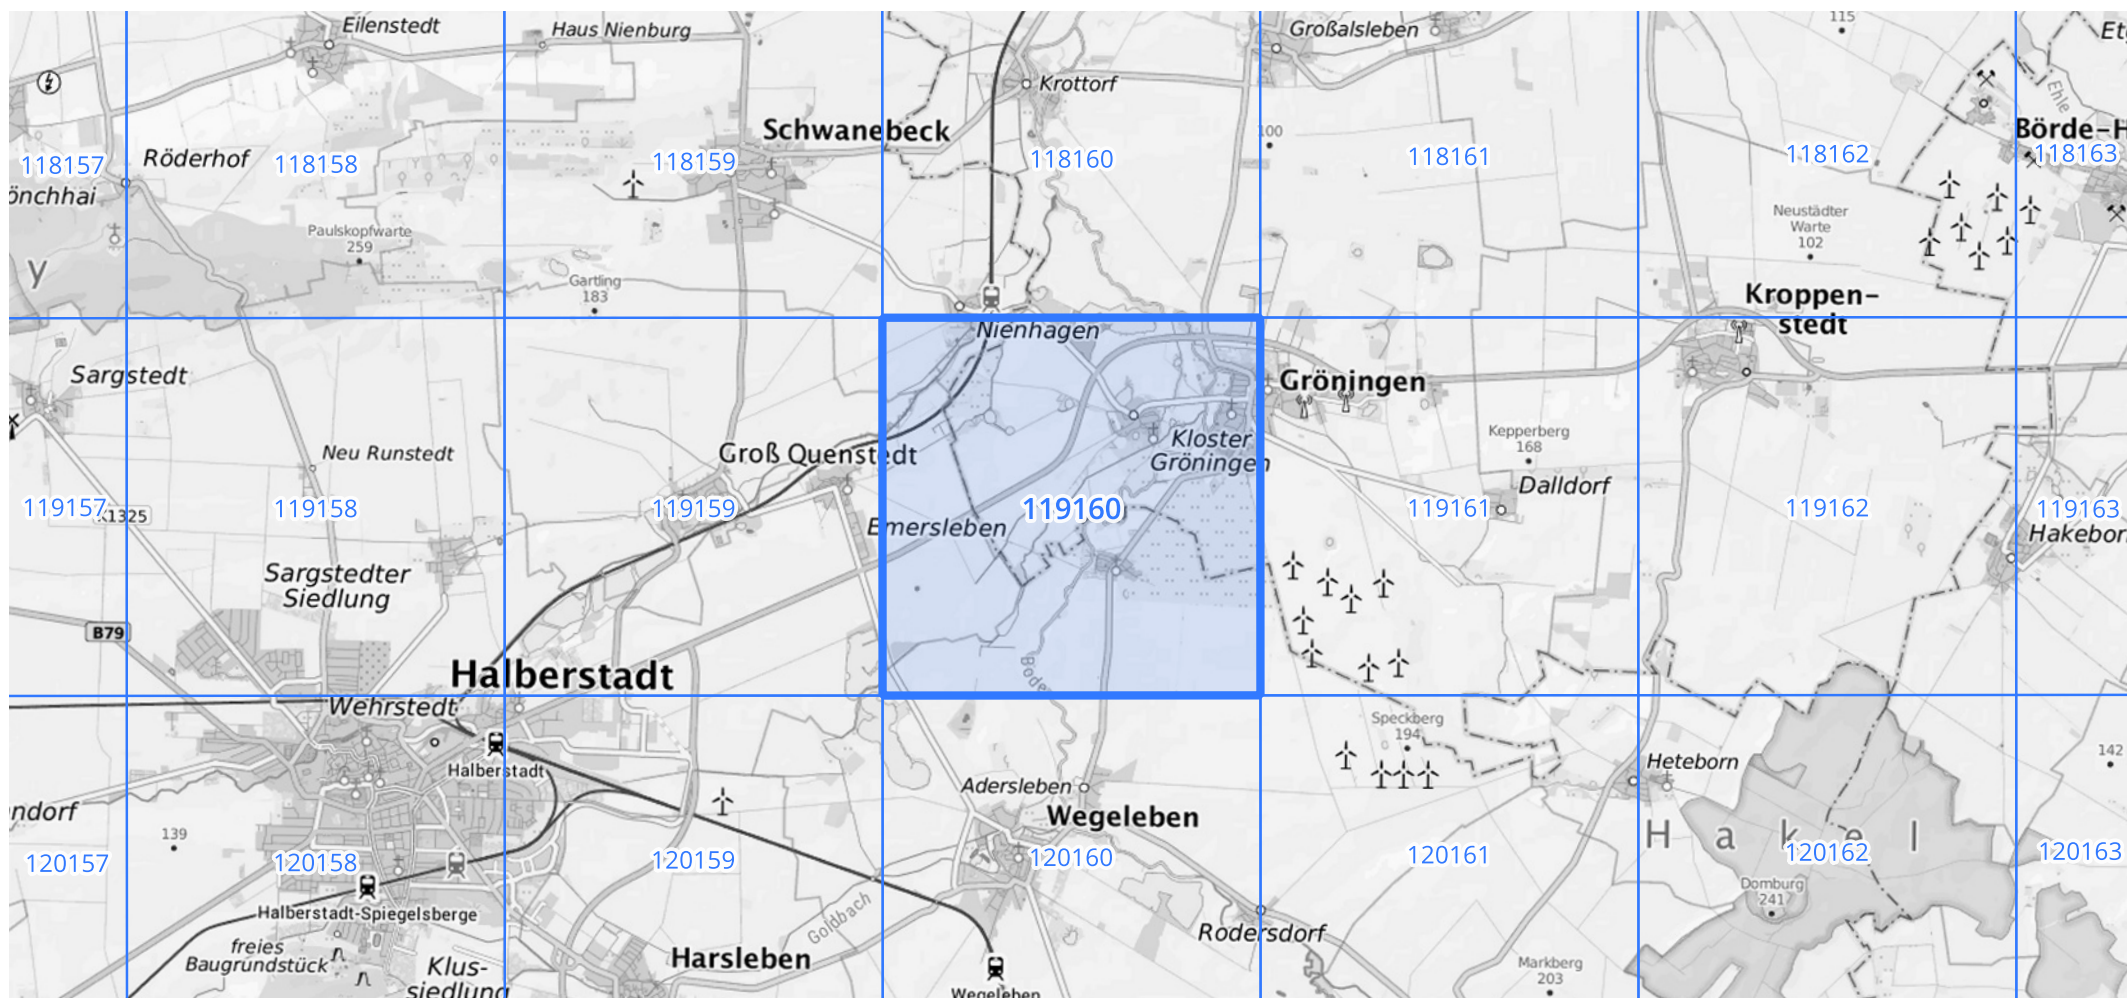 Eilenstedt
Haus Nienburg
Großalsleben
115
Krottorf
Ehle
Schwanebeck
100
Börde-H
118157
Röderhof
118158
118159
118160
118161
118162
118163
önchhai
Paulskopfwarte
259
Neustädter
Warte
102
y
Gartling
183
Kroppen-
stedt
Nienhagen
Sargstedt
Gröningen
Neu Runstedt
Groß Quenstedt
Kloster
Gröningen
Kepperberg
168
Dalldorf
119157
K1325
119158
119159
Emersleben
119160
119161
119162
119163
Hakebor
Sargstedter
Siedlung
B79
Halberstadt
Bode
Wehrstedt
Speckberg
194
142
Halberstadt
Adersleben
Heteborn
ndorf
139
Wegeleben
Hakel
120157
120158
120159
120160
120161
120162
120163
Domburg
241
Halberstadt-Spiegelsberge
Goldbach
Rodersdorf
freies
Baugrundstück
Klus-
siedlung
Harsleben
Markberg
203
Wegeleben